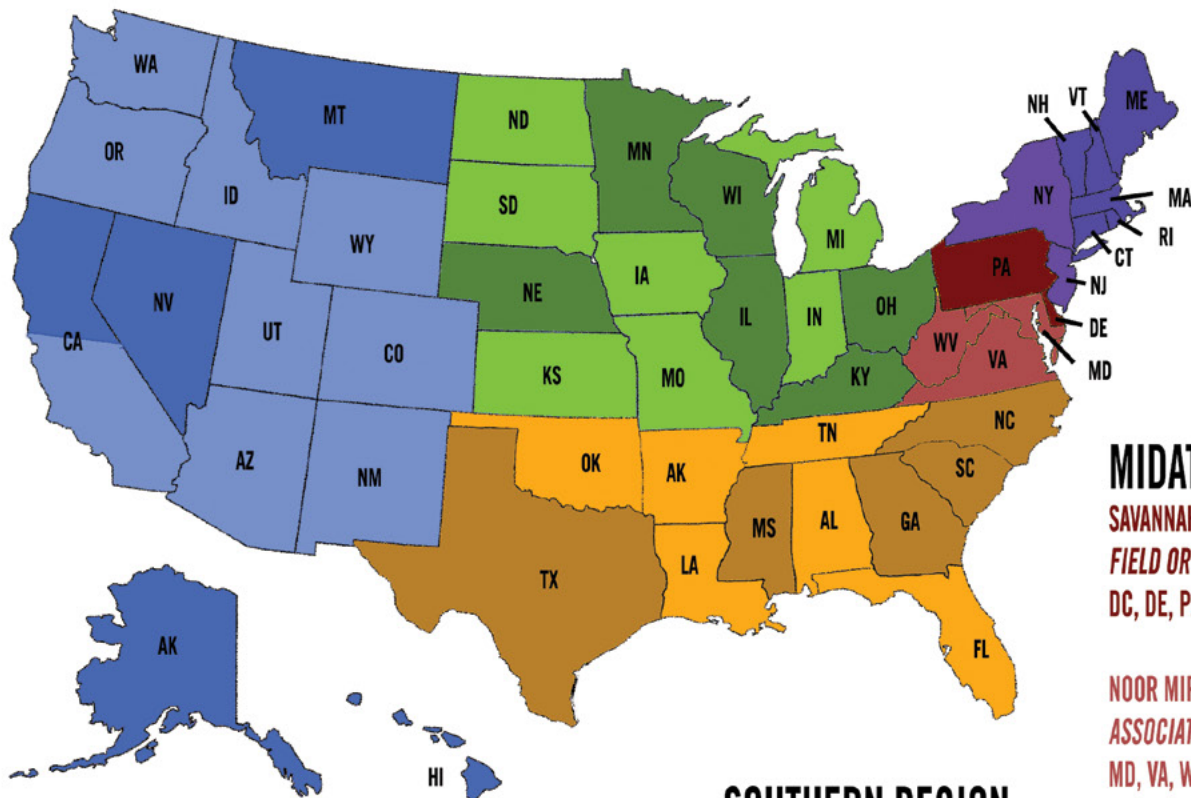 WA
MT
ND
MN
OR
ID
SD
WI
WY
MI
NH
VT
ME
NY
MA
RI
CT
NJ
PA
DE
MD
NV
CA
UT
CO
NE
IA
IL
IN
OH
WV
VA
KS
MO
KY
AZ
NM
OK
AK
TN
NC
SC
TX
LA
MS
AL
GA
FL
AK
HI
MIDAT
SAVANNA
FIELD OR
DC, DE, P
NOOR MI
ASSOCIAT
MD, VA, W
SOUTHERN REGION